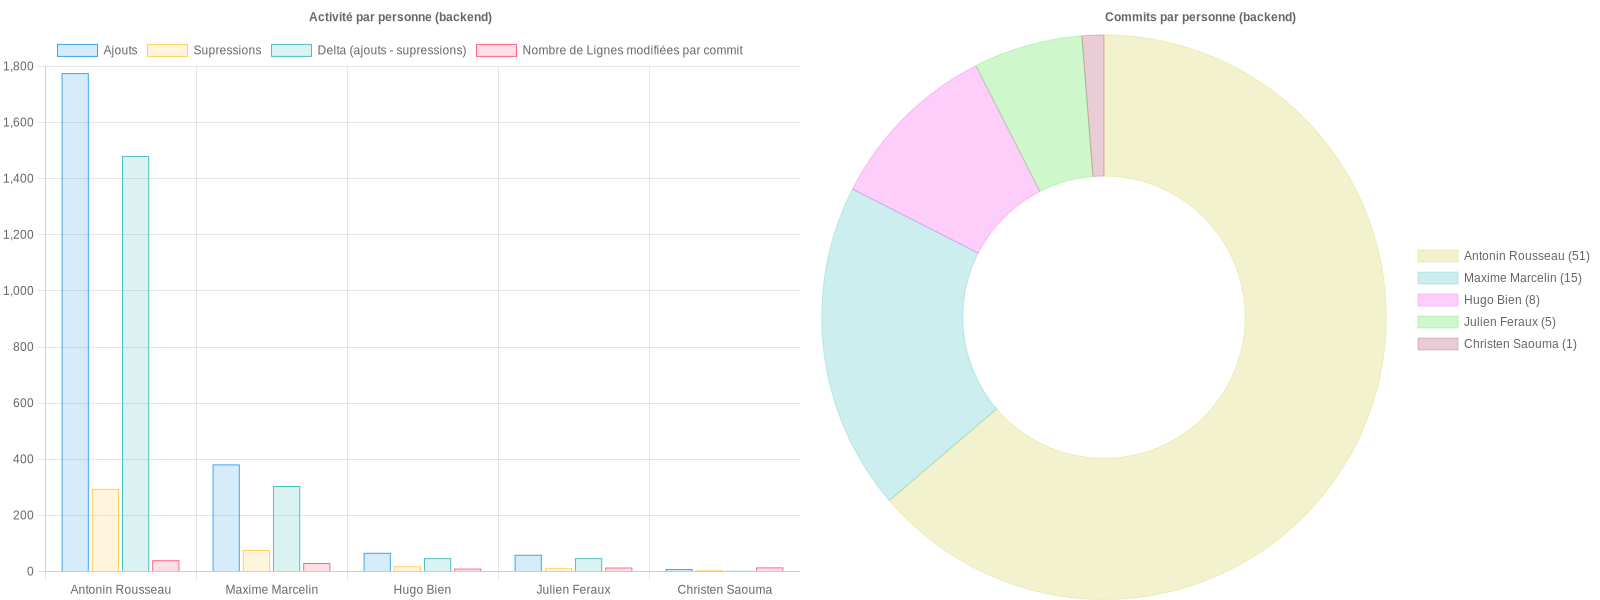 Activité par personne (backend)
Ajouts Supressions Delta (ajouts - supressions) Nombre de Lignes modifiées par commit
1,800
1,600
1,400
1,200
1,000
800
600
400
200
0
Antonin Rousseau Maxime Marcelin Hugo Bien Julien Feraux Christen Saouma
Commits par personne (backend)
Antonin Rousseau (51)
Maxime Marcelin (15)
Hugo Bien (8)
Julien Feraux (5)
Christen Saouma (1)